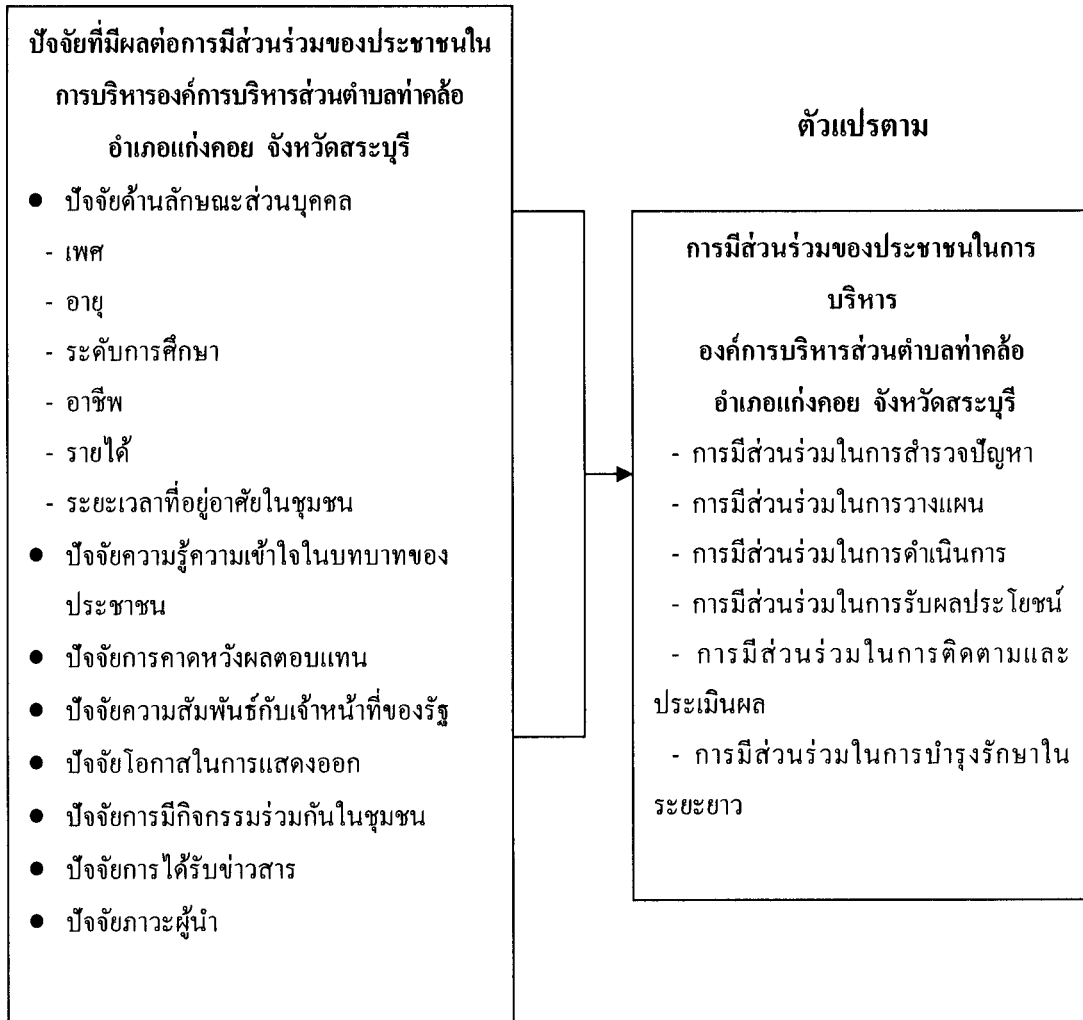 ปัจจัยที่มีผลต่อการมีส่วนร่วมของประชาชนใน
การบริหารองค์การบริหารส่วนตำบลท่าคล้อ
อำเภอแก่งคอย จังหวัดสระบุรี
● ปัจจัยด้านลักษณะส่วนบุคคล
- เพศ
- อายุ
- ระดับการศึกษา
- อาชีพ
- รายได้
- ระยะเวลาที่อยู่อาศัยในชุมชน
● ปัจจัยความรู้ความเข้าใจในบทบาทของ
ประชาชน
● ปัจจัยการคาดหวังผลตอบแทน
● ปัจจัยความสัมพันธ์กับเจ้าหน้าที่ของรัฐ
● ปัจจัยโอกาสในการแสดงออก
● ปัจจัยการมีกิจกรรมร่วมกันในชุมชน
● ปัจจัยการได้รับข่าวสาร
● ปัจจัยภาวะผู้นำ
ตัวแปรตาม
การมีส่วนร่วมของประชาชนในการ
บริหาร
องค์การบริหารส่วนตำบลท่าคล้อ
อำเภอแก่งคอย จังหวัดสระบุรี
- การมีส่วนร่วมในการสำรวจปัญหา
- การมีส่วนร่วมในการวางแผน
- การมีส่วนร่วมในการดำเนินการ
- การมีส่วนร่วมในการรับผลประโยชน์
- การมีส่วนร่วมในการติดตามและ
ประเมินผล
- การมีส่วนร่วมในการบำรุงรักษาใน
ระยะยาว